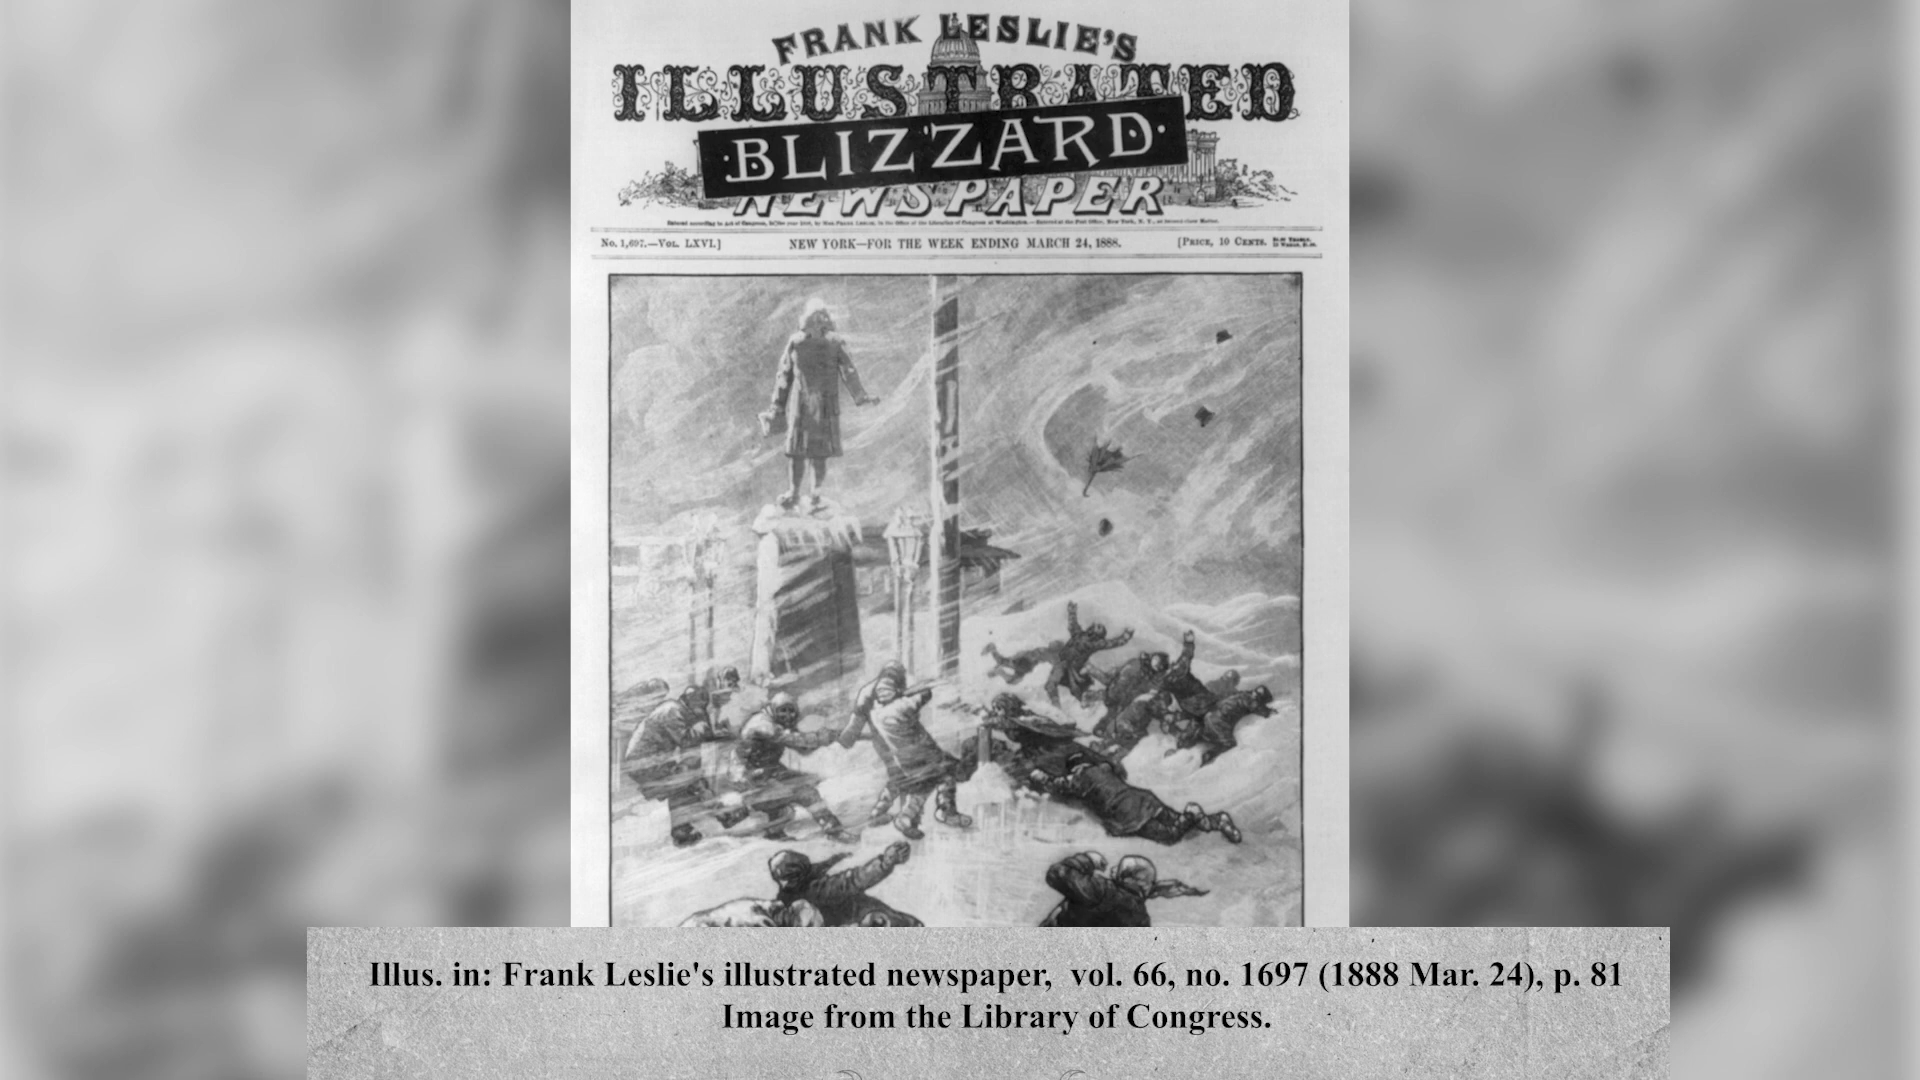 FRANK LESLIE'S
ILLUSTRATED
BLIZZARD
NEWSPAPER
No. 1,697.—Vol. LXVI.]
NEW YORK—FOR THE WEEK ENDING MARCH 24, 1888.
[Price, 10 Cents.
Illus. in: Frank Leslie's illustrated newspaper, vol. 66, no. 1697 (1888 Mar. 24), p. 81
Image from the Library of Congress.